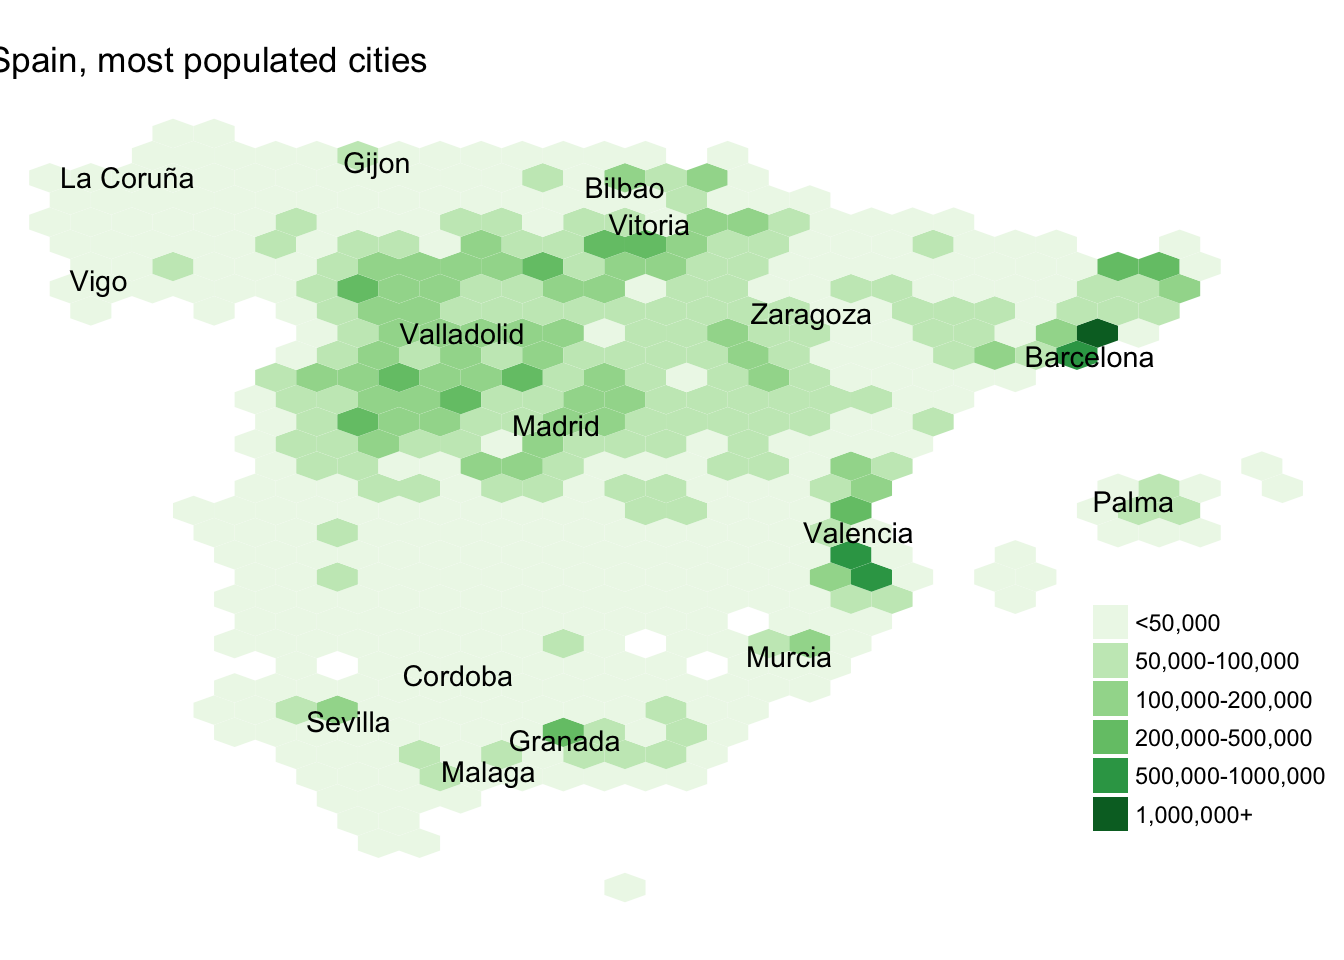 Spain, most populated cities
Gijon
La Coruña
Bilbao
Vitoria
Vigo
Zaragoza
Valladolid
Barcelona
Madrid
Palma
Valencia
<50,000
50,000-100,000
100,000-200,000
200,000-500,000
500,000-1000,000
1,000,000+
Murcia
Cordoba
Sevilla
Granada
Malaga